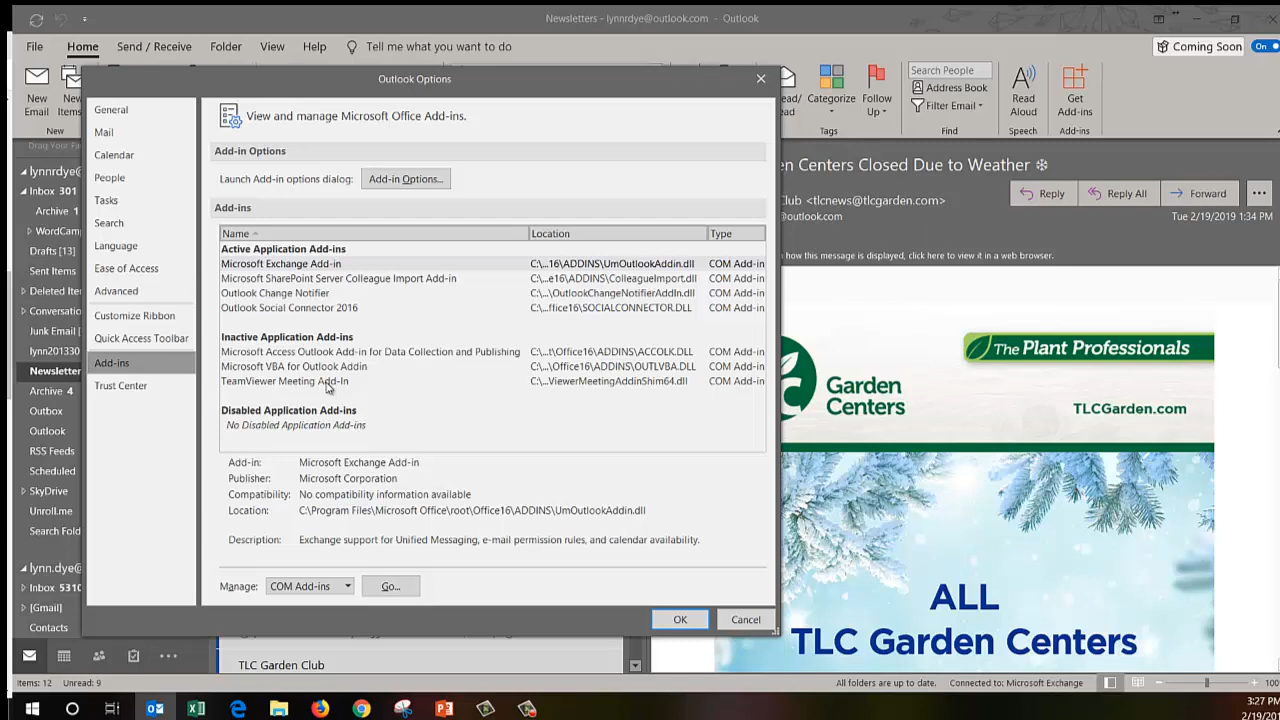 Newsletters - lynnrdye@outlook.com - Outlook
File Home Send / Receive Folder View Help Tell me what you want to do
Coming Soon On
New Email
New Items
New
Categorize
Follow Up
Tags
Search People
Address Book
Filter Email
Find
Read Aloud
Speech
Get Add-ins
Add-ins
Outlook Options
General
Mail
Calendar
People
Tasks
Search
Language
Ease of Access
Advanced
Customize Ribbon
Quick Access Toolbar
Add-ins
Trust Center
View and manage Microsoft Office Add-ins.
Add-in Options
Launch Add-in options dialog: Add-in Options...
Add-ins
Name Location Type
Active Application Add-ins
Microsoft Exchange Add-in C:\...16\ADDINS\UmOutlookAddin.dll COM Add-in
Microsoft SharePoint Server Colleague Import Add-in C:\...e16\ADDINS\ColleagueImport.dll COM Add-in
Outlook Change Notifier C:\...\OutlookChangeNotifierAddIn.dll COM Add-in
Outlook Social Connector 2016 C:\...ffice16\SOCIALCONNECTOR.DLL COM Add-in
Inactive Application Add-ins
Microsoft Access Outlook Add-in for Data Collection and Publishing C:\...t\Office16\ADDINS\ACCOLK.DLL COM Add-in
Microsoft VBA for Outlook Addin C:\...\Office16\ADDINS\OUTLVBA.DLL COM Add-in
TeamViewer Meeting Add-In C:\...ViewerMeetingAddinShim64.dll COM Add-in
Disabled Application Add-ins
No Disabled Application Add-ins
Add-in: Microsoft Exchange Add-in
Publisher: Microsoft Corporation
Compatibility: No compatibility information available
Location: C:\Program Files\Microsoft Office\root\Office16\ADDINS\UmOutlookAddin.dll
Description: Exchange support for Unified Messaging, e-mail permission rules, and calendar availability.
Manage: COM Add-ins Go...
OK Cancel
Drag Your Fa
lynnrdye@
Inbox 301
Archive 1
WordCam
Drafts [13]
Sent Items
Deleted Ite
Conversatio
Junk Email [
lynn201330
Newsletter
Archive 4
Outbox
Outlook
RSS Feeds
Scheduled
SkyDrive
Unroll.me
Search Fold
lynn.dye@
Inbox 5310
[Gmail]
Contacts
TLC Garden Club
en Centers Closed Due to Weather ❄
Club <tlcnews@tlcgarden.com>
@outlook.com
Reply Reply All Forward
Tue 2/19/2019 1:34 PM
how this message is displayed, click here to view it in a web browser.
The Plant Professionals
Garden Centers
TLCGarden.com
ALL
TLC Garden Centers
Items: 12 Unread: 9
All folders are up to date. Connected to: Microsoft Exchange 100
3:27 PM
2/19/2019